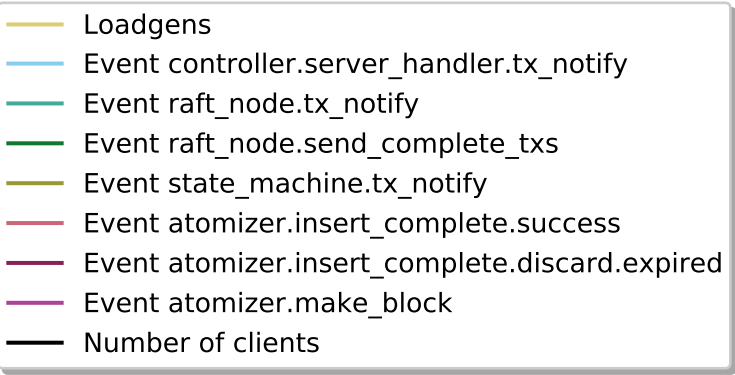 Loadgens
Event controller.server_handler.tx_notify
Event raft_node.tx_notify
Event raft_node.send_complete_txs
Event state_machine.tx_notify
Event atomizer.insert_complete.success
Event atomizer.insert_complete.discard.expired
Event atomizer.make_block
Number of clients